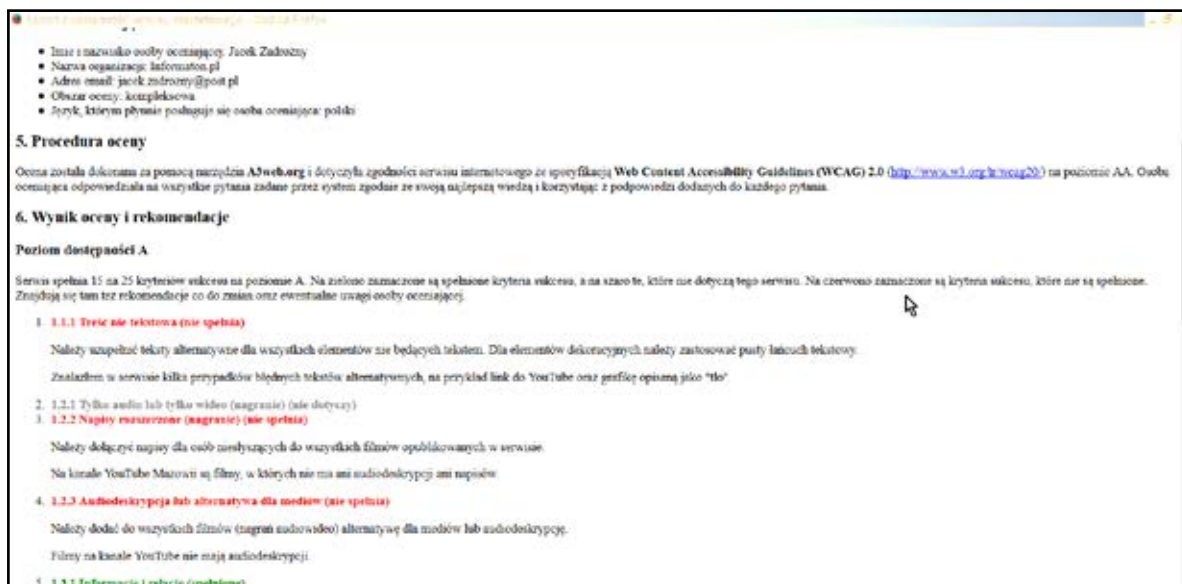 • Imię i nazwisko osoby oceniającej: Jacek Zadrożny
• Nazwa organizacji: Informaton.pl
• Adres email: jacek.zadrozny@post.pl
• Obszar oceny: kompleksowa
• Język, którym płynnie posługuje się osoba oceniająca: polski
5. Procedura oceny
Ocena została dokonana za pomocą narzędzia A3web.org i dotyczyła zgodności serwisu internetowego ze specyfikacją Web Content Accessibility Guidelines (WCAG) 2.0 (http://www.w3.org/tr/wcag20/) na poziomie AA. Osoba
oceniająca odpowiedziała na wszystkie pytania zadane przez system zgodnie ze swoją najlepszą wiedzą i korzystając z podpowiedzi dodanych do każdego pytania.
6. Wynik oceny i rekomendacje
Poziom dostępności A
Serwis spełnia 15 na 25 kryteriów sukcesu na poziomie A. Na zielono zaznaczone są spełnione kryteria sukcesu, a na szaro te, które nie dotyczą tego serwisu. Na czerwono zaznaczone są kryteria sukcesu, które nie są spełnione.
Znajdują się tam też rekomendacje co do zmian oraz ewentualne uwagi osoby oceniającej.
1. 1.1.1 Treść nie tekstowa (nie spełnia)
Należy uzupełnić teksty alternatywne dla wszystkich elementów nie będących tekstem. Dla elementów dekoracyjnych należy zastosować pusty łańcuch tekstowy.
Znalazłem w serwisie kilka przypadków błędnych tekstów alternatywnych, na przykład link do YouTube oraz grafikę opisaną jako "tło"
2. 1.2.1 Tylko audio lub tylko wideo (nagranie) (nie dotyczy)
3. 1.2.2 Napisy rozszerzone (nagranie) (nie spełnia)
Należy dołączyć napisy dla osób niesłyszących do wszystkich filmów opublikowanych w serwisie.
Na kanale YouTube Mazowii są filmy, w których nie ma ani audiodeskrypcji ani napisów.
4. 1.2.3 Audiodeskrypcja lub alternatywa dla mediów (nie spełnia)
Należy dodać do wszystkich filmów (nagrań audiowideo) alternatywę dla mediów lub audiodeskrypcję.
Filmy na kanale YouTube nie mają audiodeskrypcji.
5. 1.3.1 Informacje i relacje (spełnione)